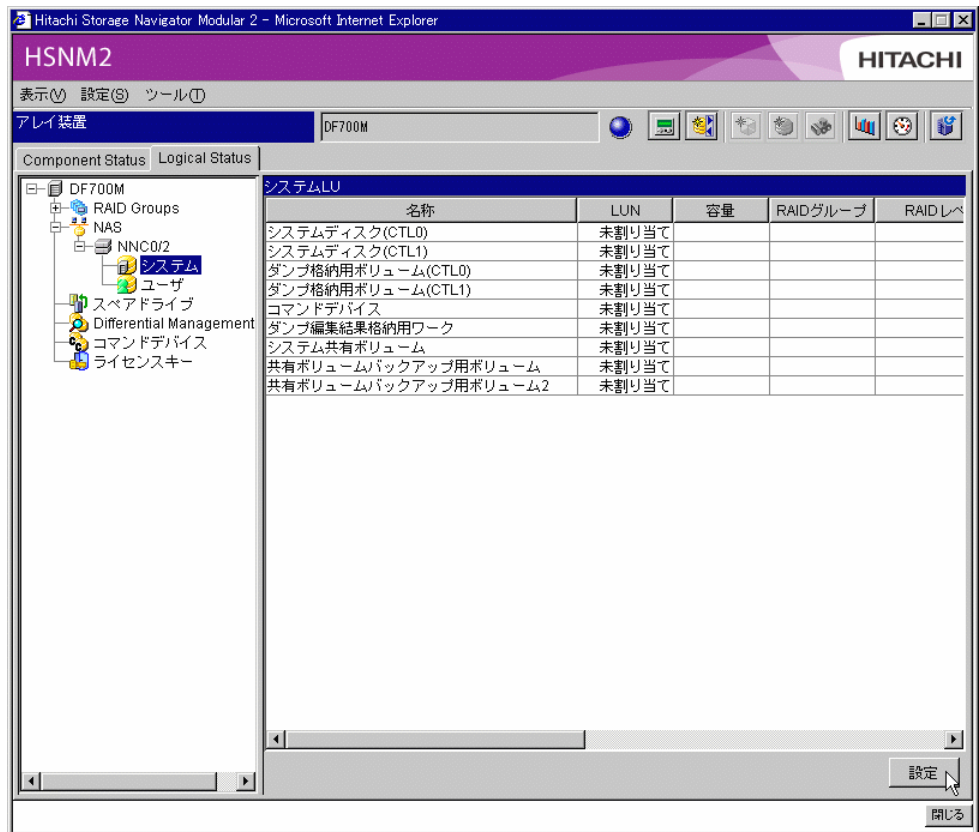 Hitachi Storage Navigator Modular 2 - Microsoft Internet Explorer
HSNM2
HITACHI
表示(V) 設定(S) ツール(T)
アレイ装置
DF700M
Component Status Logical Status
DF700M
RAID Groups
NAS
NNC0/2
システム
ユーザ
スペアドライブ
Differential Management
コマンドデバイス
ライセンスキー
システムLU
名称 LUN 容量 RAIDグループ RAIDレベ
システムディスク(CTL0) 未割り当て
システムディスク(CTL1) 未割り当て
ダンプ格納用ボリューム(CTL0) 未割り当て
ダンプ格納用ボリューム(CTL1) 未割り当て
コマンドデバイス 未割り当て
ダンプ編集結果格納用ワーク 未割り当て
システム共有ボリューム 未割り当て
共有ボリュームバックアップ用ボリューム 未割り当て
共有ボリュームバックアップ用ボリューム2 未割り当て
設定
閉じる